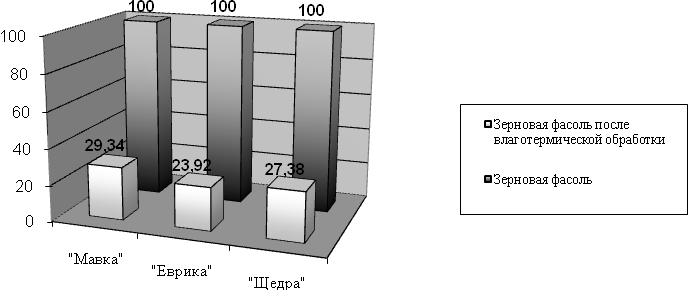 100
100
100
100
80
60
40
20
0
29,34
23,92
27,38
"Мавка"
"Еврика"
"Щедра"
Зерновая фасоль после
влаготермической обработки
Зерновая фасоль